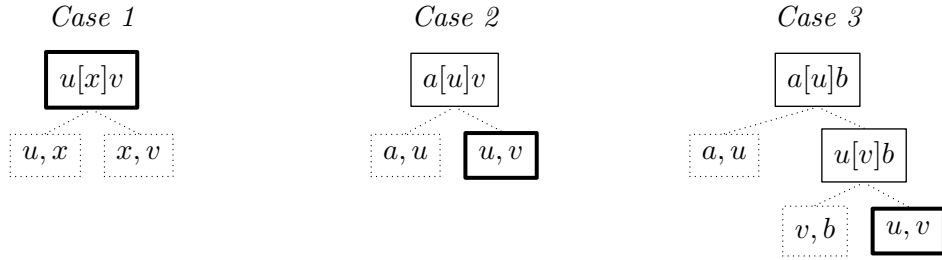 Case 1 Case 2 Case 3
u[x]v a[u]v a[u]b
u, x x, v a, u u, v a, u u[v]b
v, b u, v